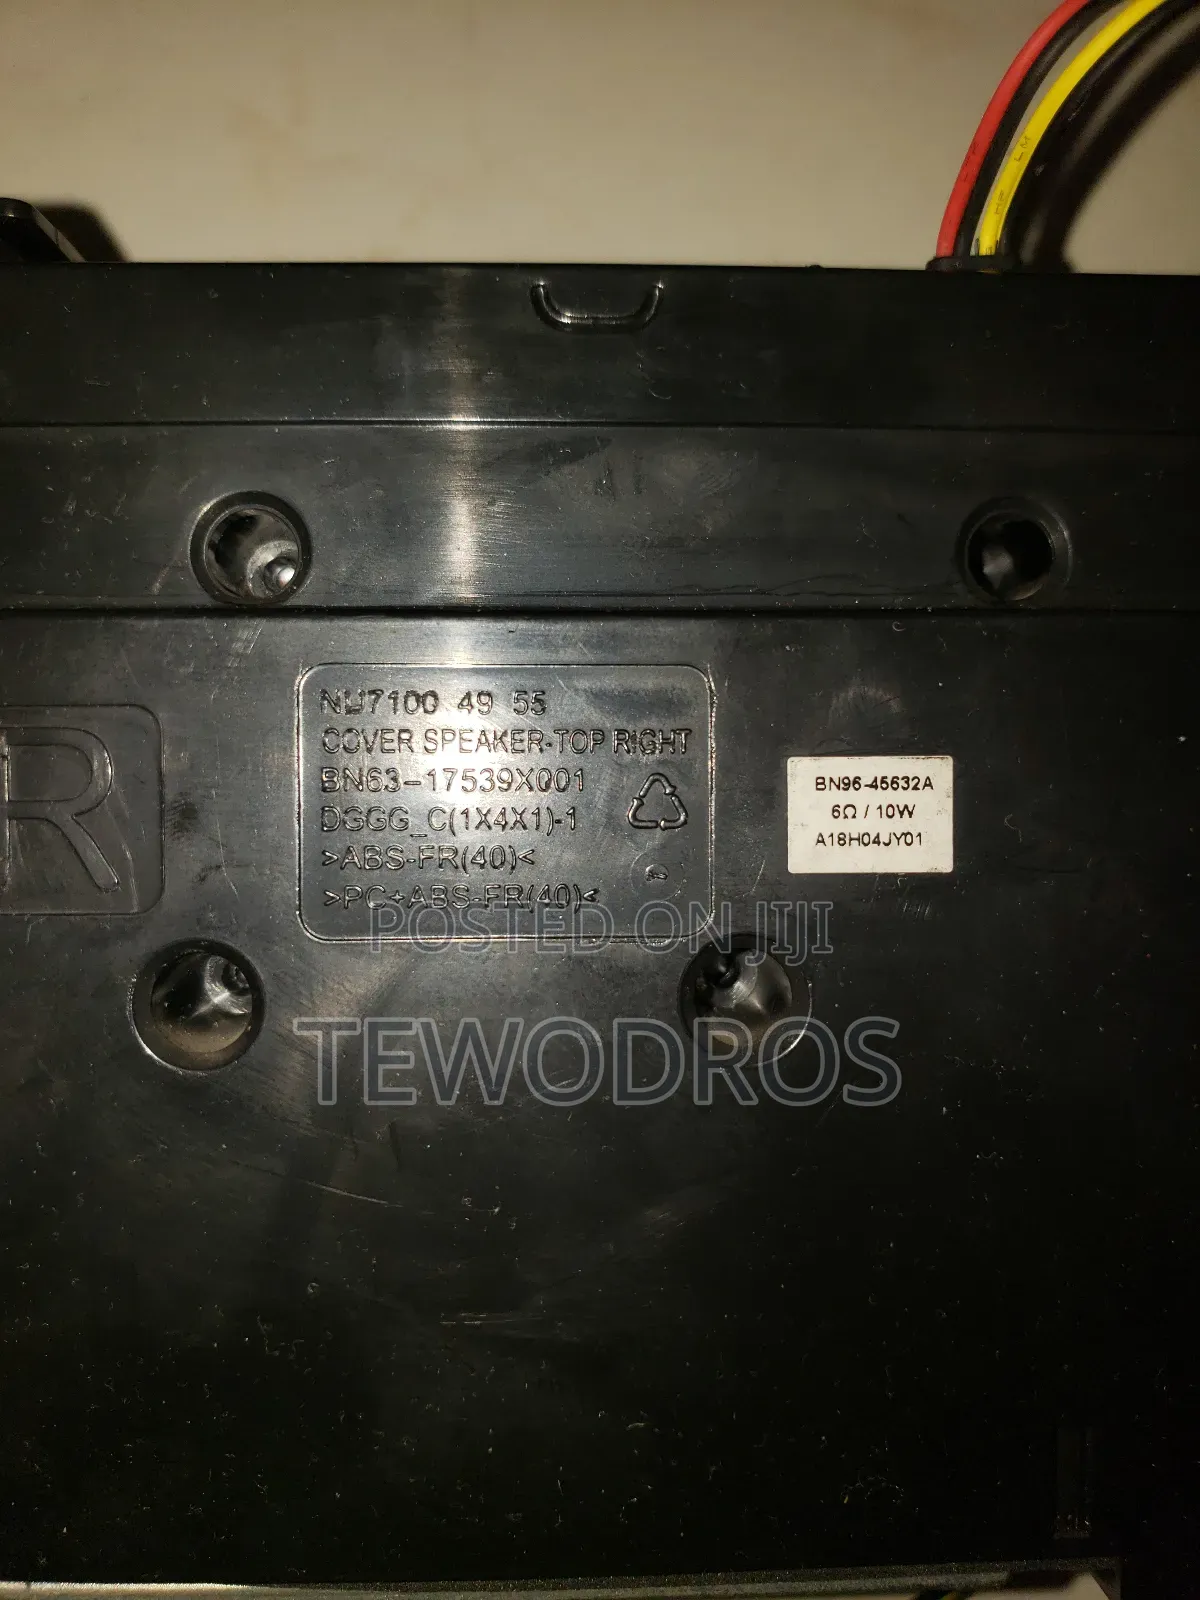 NU7100 49 55
COVER SPEAKER-TOP RIGHT
BN63-17539X001
DGGG_C(1X4X1)-1
>ABS-FR(40)<
>PC+ABS-FR(40)<
R
BN96-45632A
6Ω / 10W
A18H04JY01
POSTED ON JIJI
TEWODROS